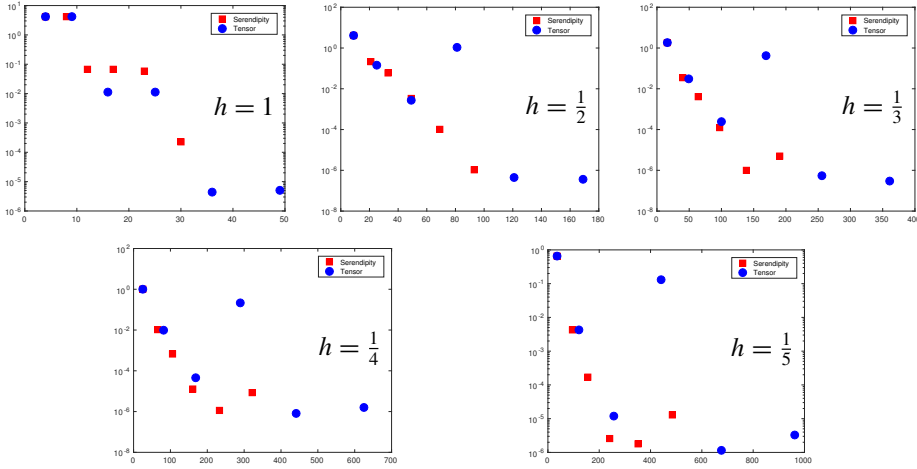 10^1
10^0
10^-1
10^-2
10^-3
10^-4
10^-5
10^-6
0 10 20 30 40 50
Serendipity
Tensor
h = 1
10^2
10^0
10^-2
10^-4
10^-6
10^-8
0 20 40 60 80 100 120 140 160 180
Serendipity
Tensor
h = 1/2
10^2
10^0
10^-2
10^-4
10^-6
10^-8
0 50 100 150 200 250 300 350 400
Serendipity
Tensor
h = 1/3
10^2
10^0
10^-2
10^-4
10^-6
10^-8
0 100 200 300 400 500 600 700
Serendipity
Tensor
h = 1/4
10^0
10^-1
10^-2
10^-3
10^-4
10^-5
10^-6
0 200 400 600 800 1000
Serendipity
Tensor
h = 1/5